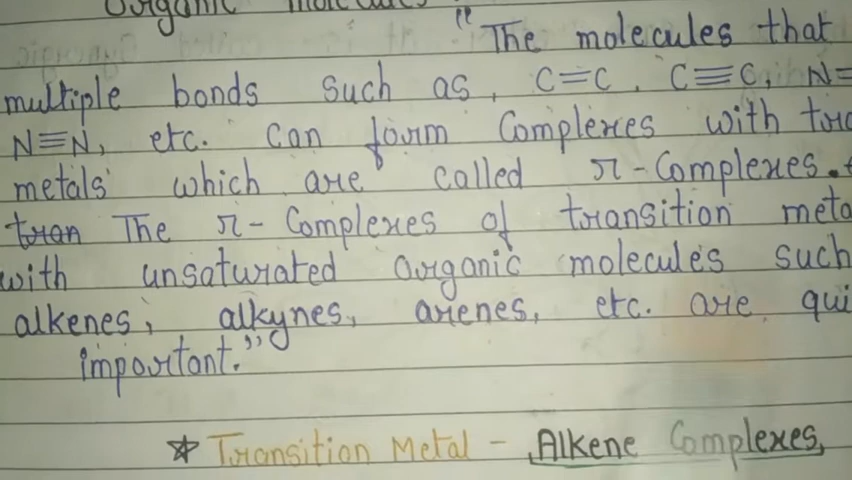 Organic molecules
"The molecules that
multiple bonds such as, C=C, C≡C, N=
N≡N, etc. can form Complexes with tra
metals which are called π-Complexes.
tran The π-Complexes of transition meta
with unsaturated organic molecules such
alkenes, alkynes, arenes, etc. are qui
important."
☆ Transition Metal - Alkene Complexes,